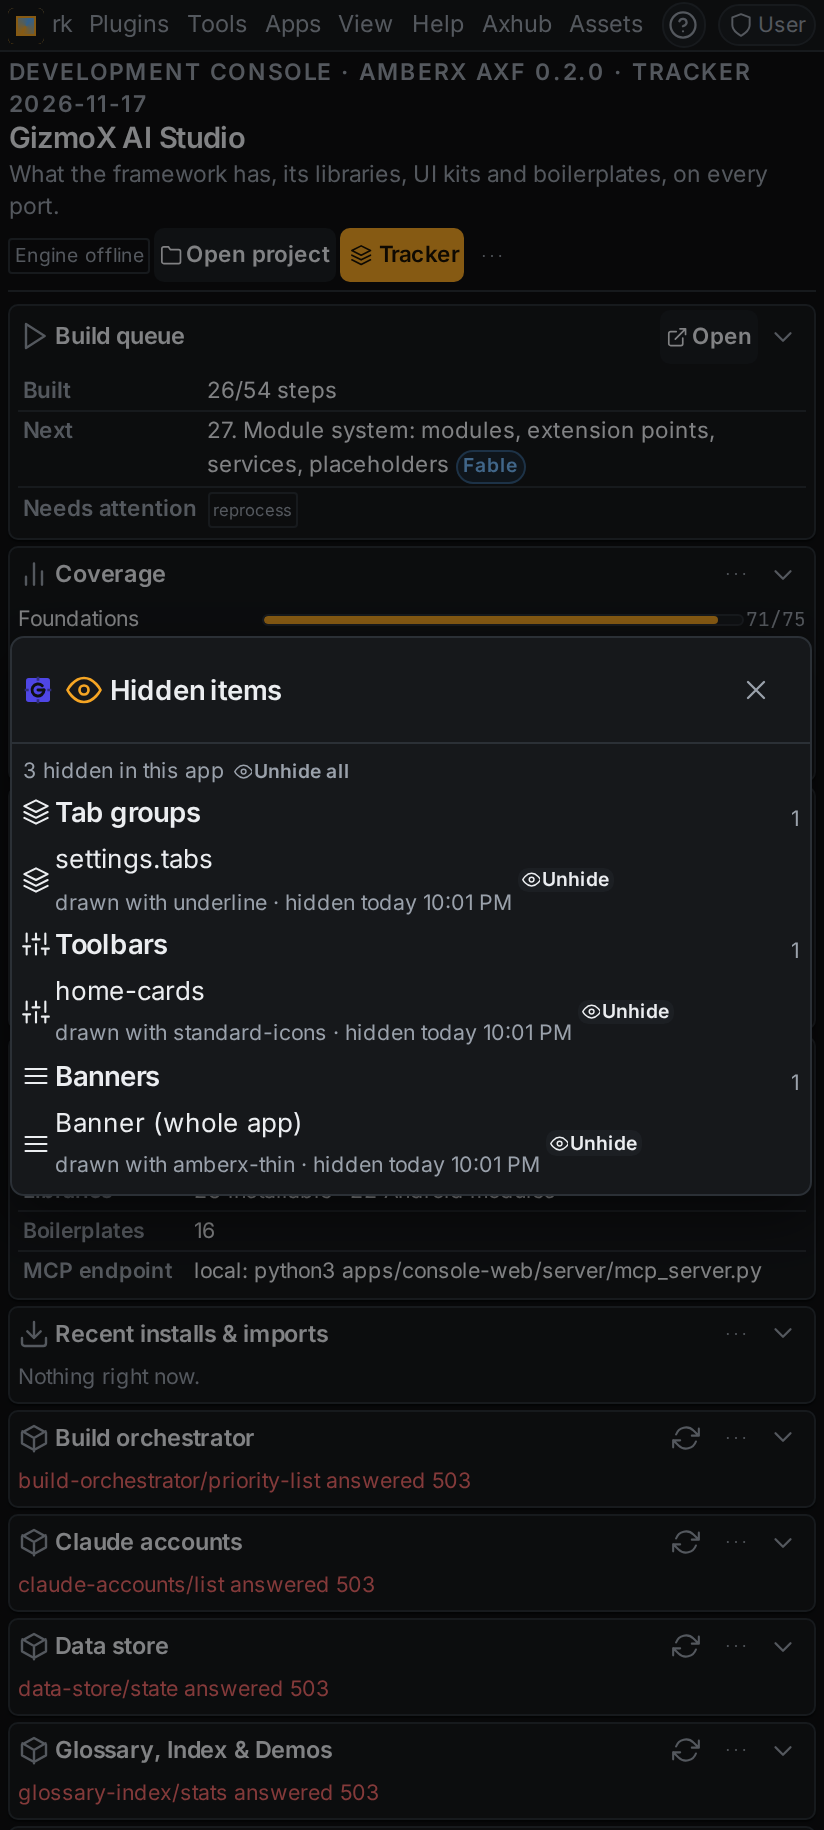 rk Plugins Tools Apps View Help Axhub Assets User
DEVELOPMENT CONSOLE · AMBERX AXF 0.2.0 · TRACKER
2026-11-17
GizmoX AI Studio
What the framework has, its libraries, UI kits and boilerplates, on every
port.
Engine offline Open project Tracker ···
Build queue Open
Built 26/54 steps
Next 27. Module system: modules, extension points,
services, placeholders Fable
Needs attention reprocess
Coverage ···
Foundations 71/75
Hidden items
3 hidden in this app Unhide all
Tab groups 1
settings.tabs
drawn with underline · hidden today 10:01 PM Unhide
Toolbars 1
home-cards
drawn with standard-icons · hidden today 10:01 PM Unhide
Banners 1
Banner (whole app)
drawn with amberx-thin · hidden today 10:01 PM Unhide
Boilerplates 16
MCP endpoint local: python3 apps/console-web/server/mcp_server.py
Recent installs & imports ···
Nothing right now.
Build orchestrator ···
build-orchestrator/priority-list answered 503
Claude accounts ···
claude-accounts/list answered 503
Data store ···
data-store/state answered 503
Glossary, Index & Demos ···
glossary-index/stats answered 503